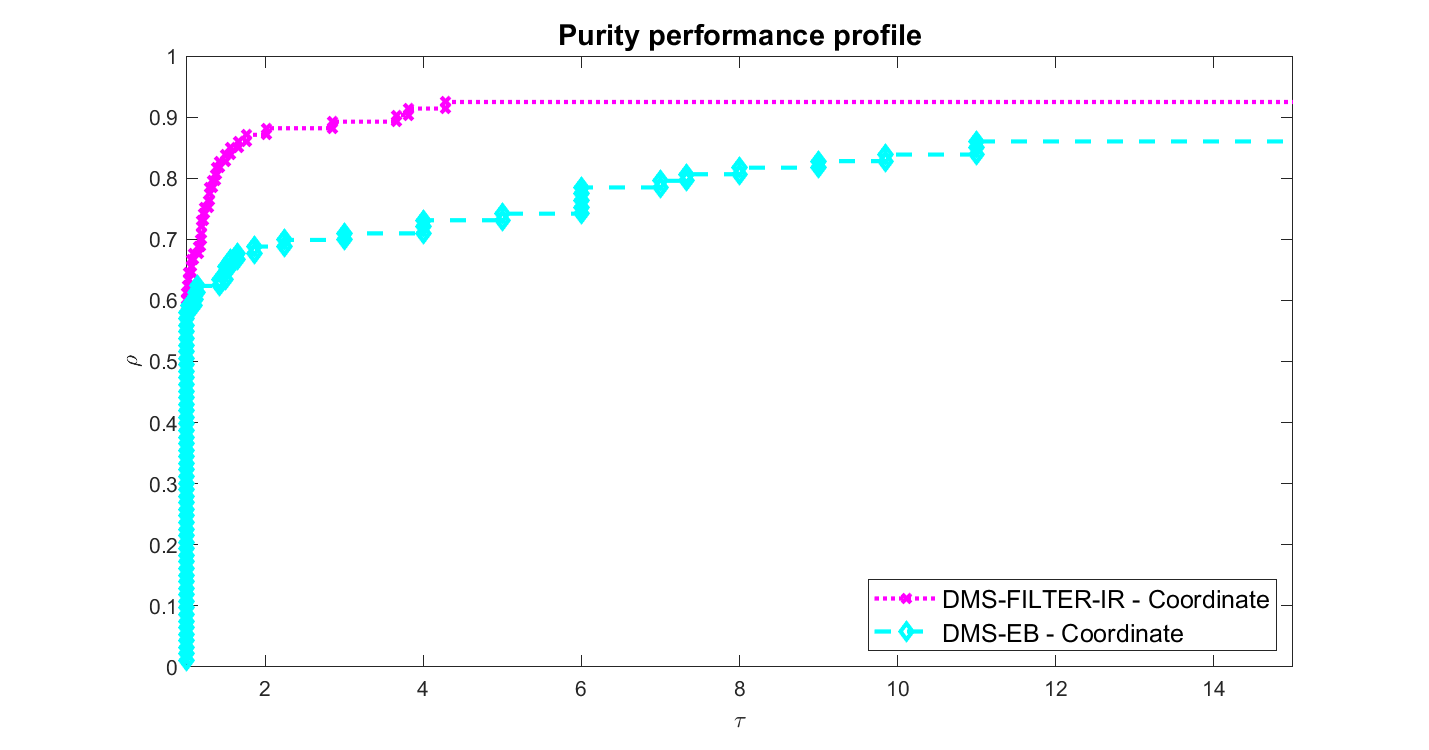 Purity performance profile
1
0.9
0.8
0.7
0.6
0.5
0.4
0.3
0.2
0.1
0
ρ
2 4 6 8 10 12 14
τ
DMS-FILTER-IR - Coordinate
DMS-EB - Coordinate